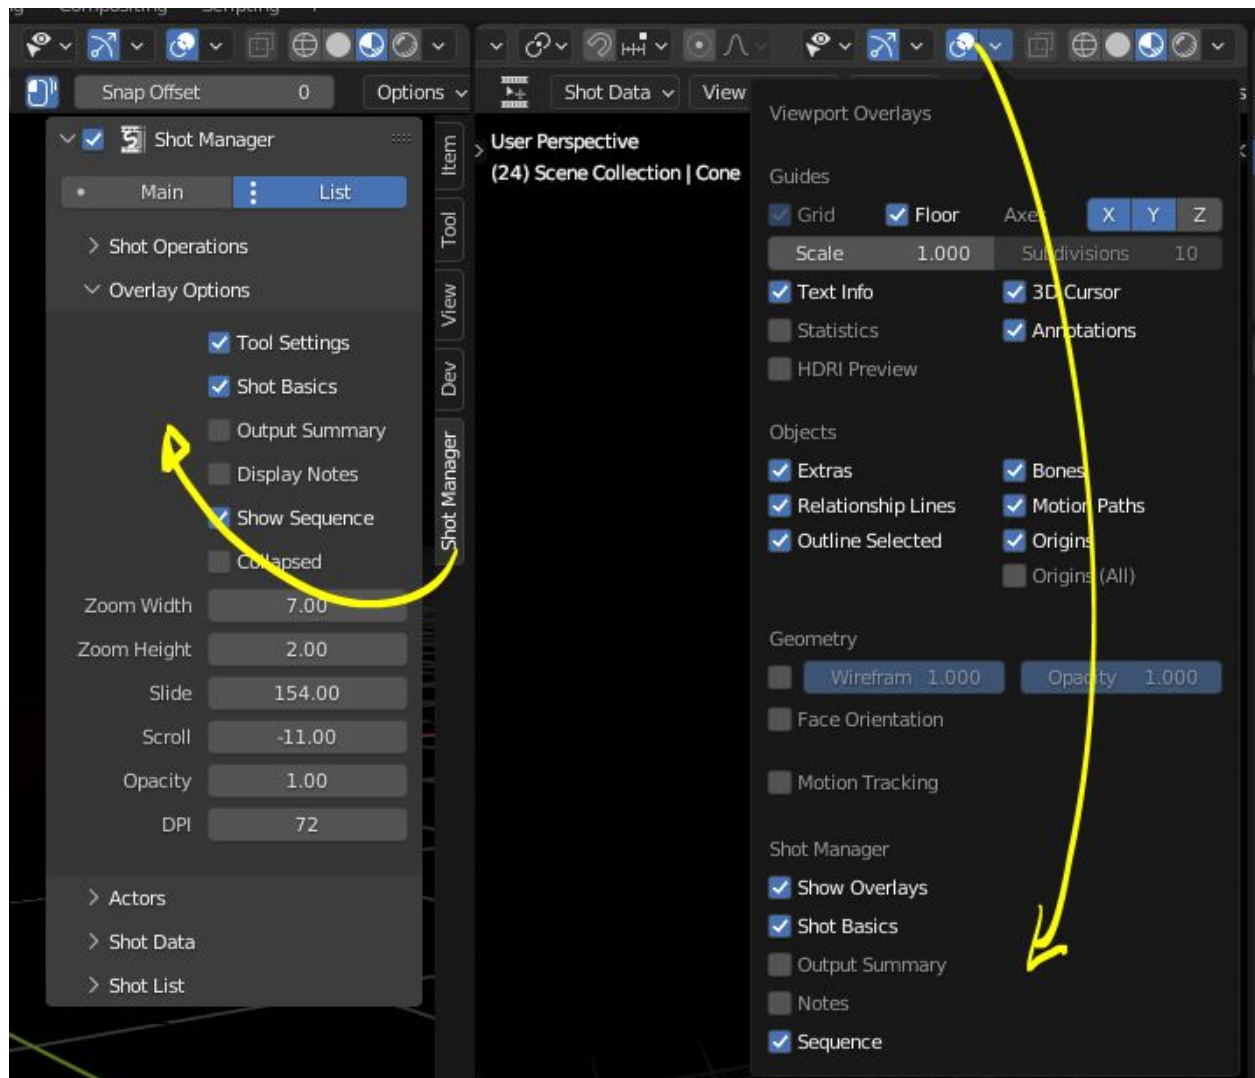 Compositing Scripting +
Snap Offset 0 Options
Shot Data View
Shot Manager
Main List
Shot Operations
Overlay Options
Tool Settings
Shot Basics
Output Summary
Display Notes
Show Sequence
Collapsed
Zoom Width 7.00
Zoom Height 2.00
Slide 154.00
Scroll -11.00
Opacity 1.00
DPI 72
Actors
Shot Data
Shot List
Item
Tool
View
Dev
Shot Manager
User Perspective
(24) Scene Collection | Cone
Viewport Overlays
Guides
Grid Floor Axes X Y Z
Scale 1.000 Subdivisions 10
Text Info 3D Cursor
Statistics Annotations
HDRI Preview
Objects
Extras Bones
Relationship Lines Motion Paths
Outline Selected Origins
Origins (All)
Geometry
Wirefram 1.000 Opacity 1.000
Face Orientation
Motion Tracking
Shot Manager
Show Overlays
Shot Basics
Output Summary
Notes
Sequence